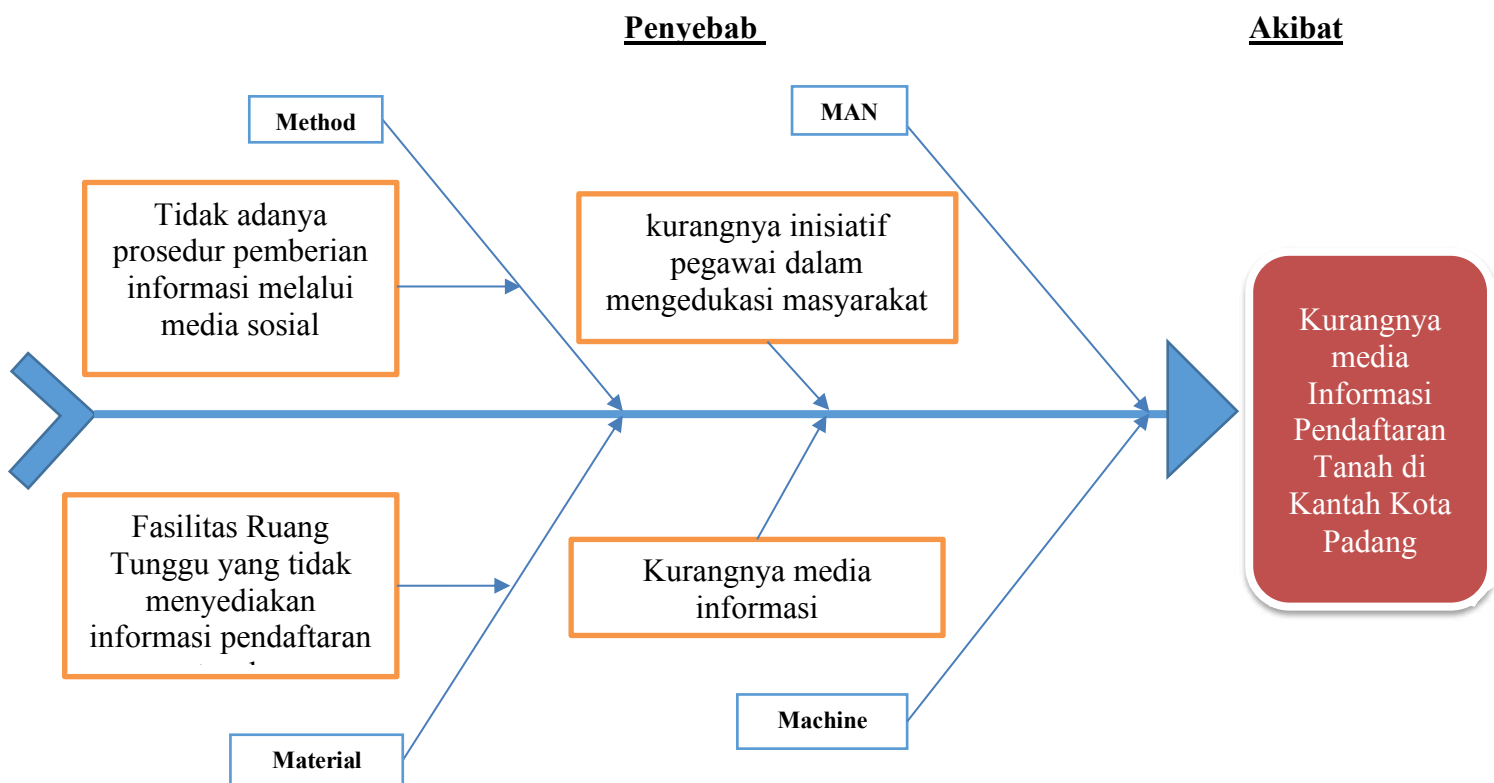 Penyebab
Akibat
Method
MAN
Tidak adanya
prosedur pemberian
informasi melalui
media sosial
kurangnya inisiatif
pegawai dalam
mengedukasi masyarakat
Kurangnya
media
Informasi
Pendaftaran
Tanah di
Kantah Kota
Padang
Fasilitas Ruang
Tunggu yang tidak
menyediakan
informasi pendaftaran
Kurangnya media
informasi
Machine
Material